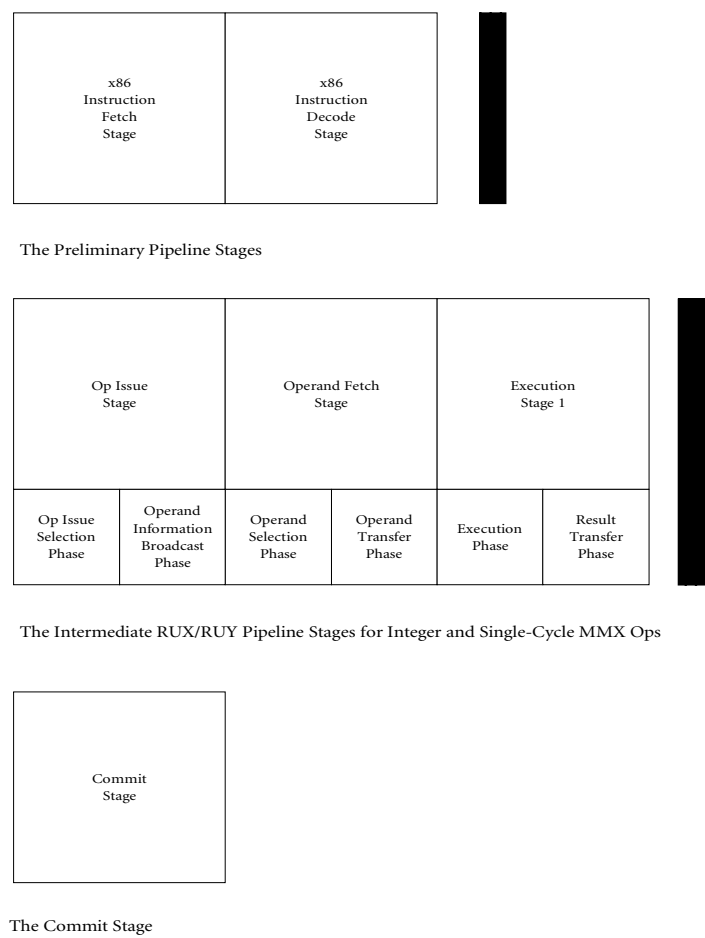 x86
Instruction
Fetch
Stage
x86
Instruction
Decode
Stage
The Preliminary Pipeline Stages
Op Issue
Stage
Operand Fetch
Stage
Execution
Stage 1
Op Issue
Selection
Phase
Operand
Information
Broadcast
Phase
Operand
Selection
Phase
Operand
Transfer
Phase
Execution
Phase
Result
Transfer
Phase
The Intermediate RUX/RUY Pipeline Stages for Integer and Single-Cycle MMX Ops
Commit
Stage
The Commit Stage